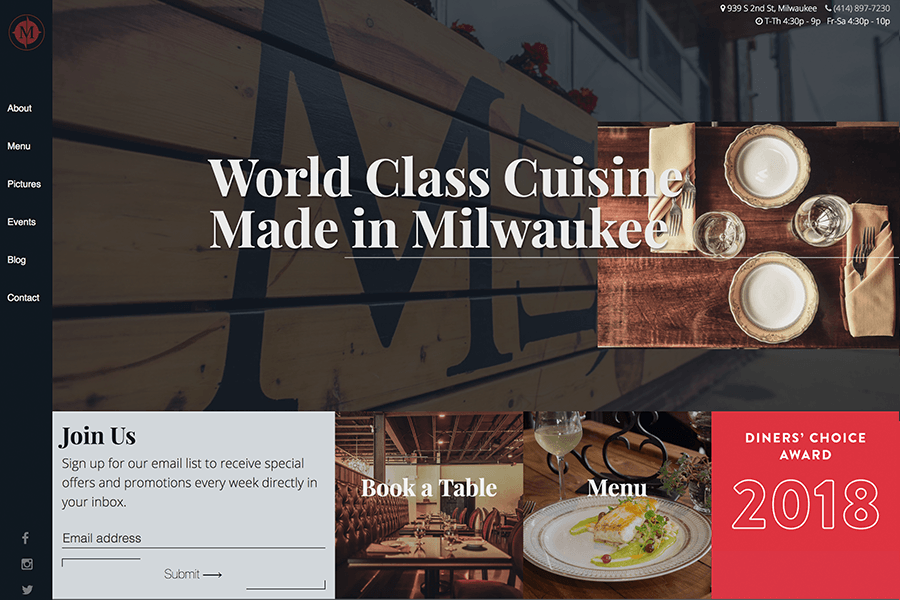 939 S 2nd St, Milwaukee (414) 897-7230
T-Th 4:30p - 9p Fr-Sa 4:30p - 10p
M
About
Menu
Pictures
Events
Blog
Contact
World Class Cuisine
Made in Milwaukee
Join Us
Sign up for our email list to receive special
offers and promotions every week directly in
your inbox.
Email address
Submit
Book a Table
Menu
DINERS’ CHOICE
AWARD
2018